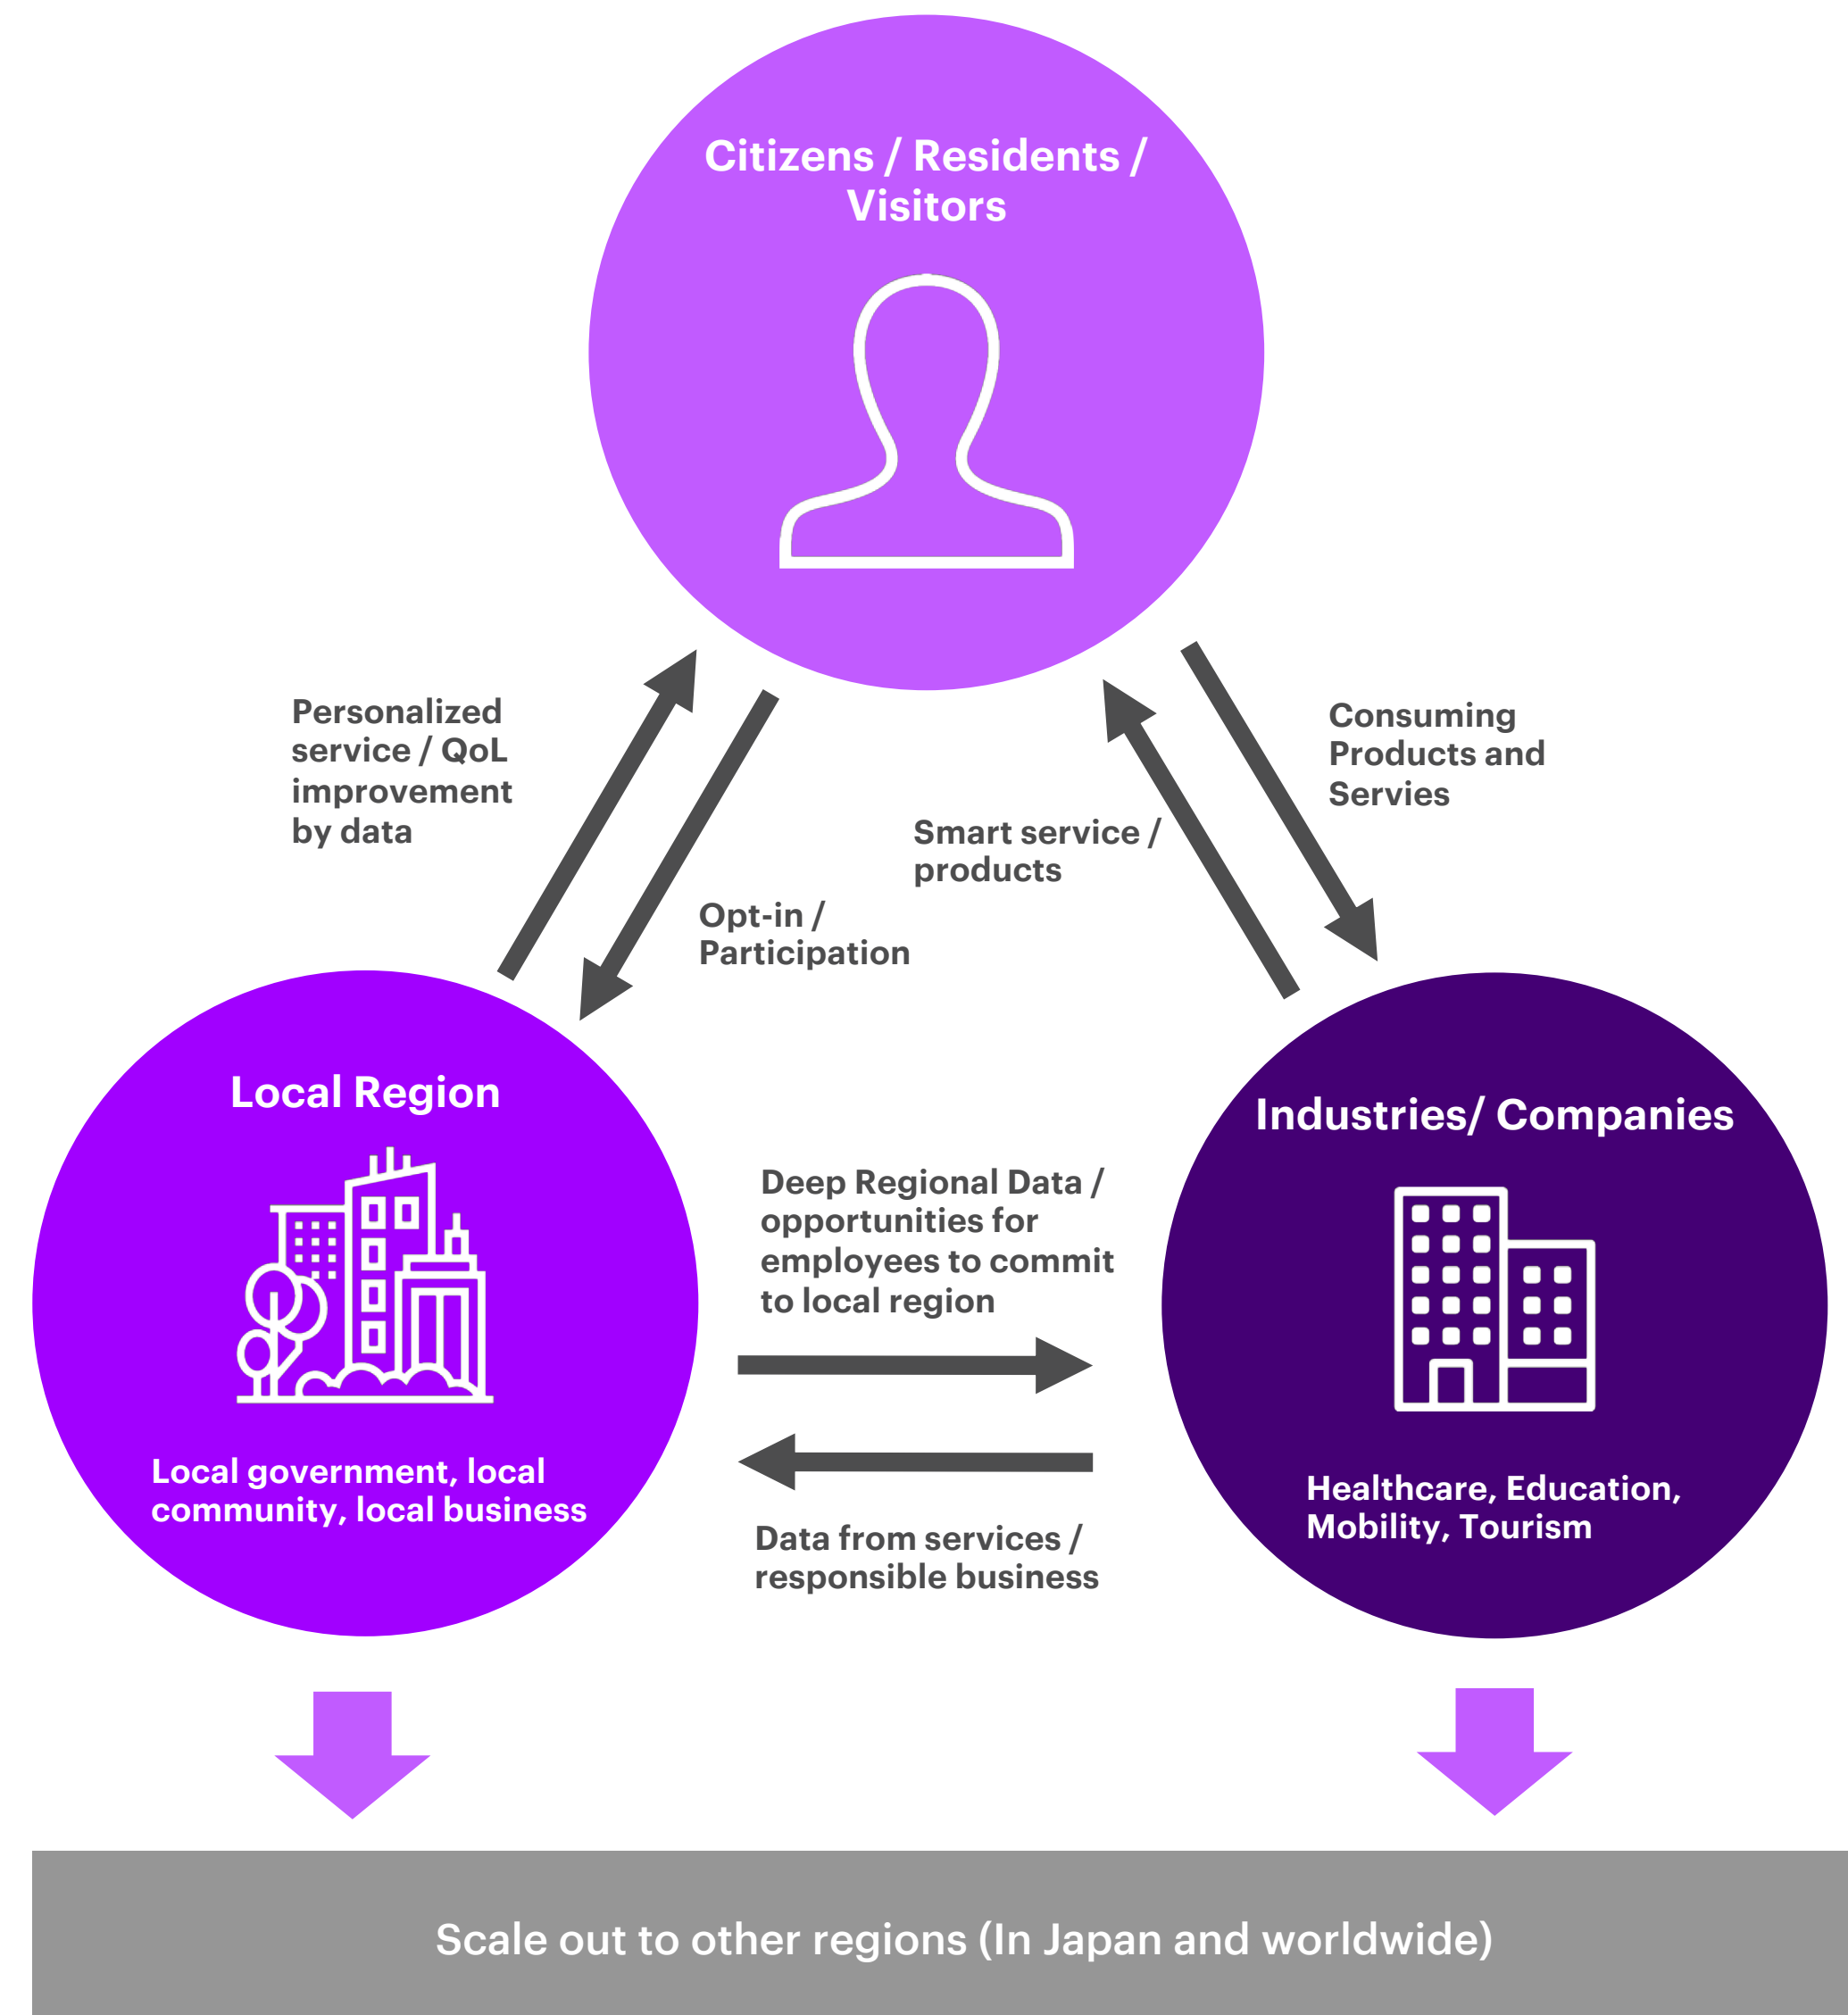 Citizens / Residents /
Visitors
Personalized
service / QoL
improvement
by data
Opt-in /
Participation
Smart service /
products
Consuming
Products and
Servies
Local Region
Local government, local
community, local business
Deep Regional Data /
opportunities for
employees to commit
to local region
Data from services /
responsible business
Industries/ Companies
Healthcare, Education,
Mobility, Tourism
Scale out to other regions (In Japan and worldwide)